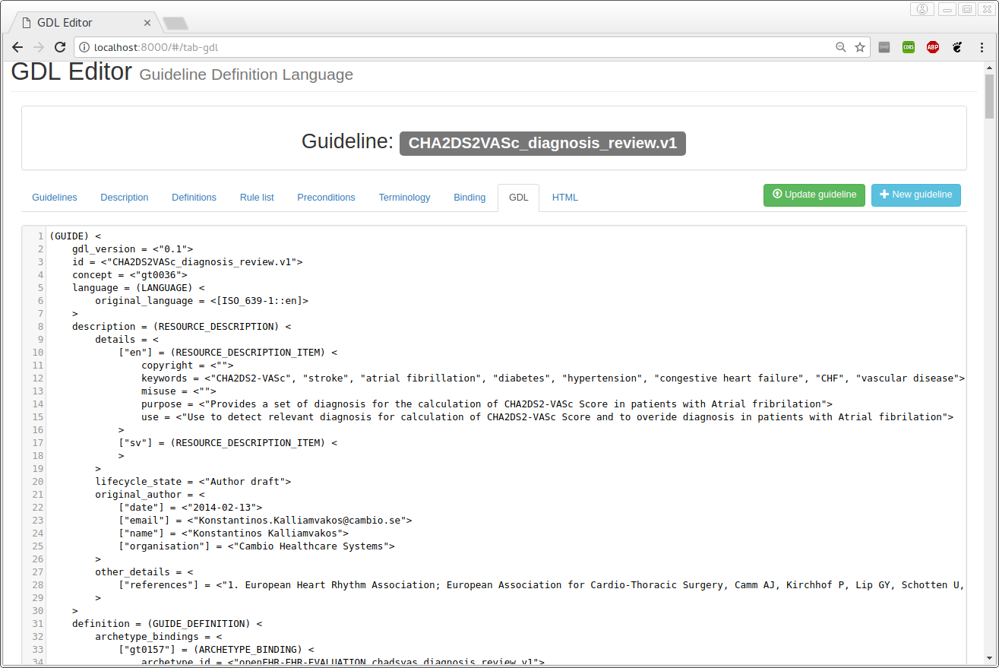 GDL Editor
localhost:8000/#/tab-gdl
CORS
ABP
GDL Editor Guideline Definition Language
Guideline: CHA2DS2VASc_diagnosis_review.v1
Guidelines Description Definitions Rule list Preconditions Terminology Binding GDL HTML Update guideline New guideline
1 (GUIDE) <
2 gdl_version = <"0.1">
3 id = <"CHA2DS2VASc_diagnosis_review.v1">
4 concept = <"gt0036">
5 language = (LANGUAGE) <
6 original_language = <[ISO_639-1::en]>
7 >
8 description = (RESOURCE_DESCRIPTION) <
9 details = <
10 ["en"] = (RESOURCE_DESCRIPTION_ITEM) <
11 copyright = <"">
12 keywords = <"CHA2DS2-VASc", "stroke", "atrial fibrillation", "diabetes", "hypertension", "congestive heart failure", "CHF", "vascular disease">
13 misuse = <"">
14 purpose = <"Provides a set of diagnosis for the calculation of CHA2DS2-VASc Score in patients with Atrial fribrilation">
15 use = <"Use to detect relevant diagnosis for calculation of CHA2DS2-VASc Score and to overide diagnosis in patients with Atrial fibrilation">
16 >
17 ["sv"] = (RESOURCE_DESCRIPTION_ITEM) <
18 >
19 >
20 lifecycle_state = <"Author draft">
21 original_author = <
22 ["date"] = <"2014-02-13">
23 ["email"] = <"Konstantinos.Kalliamvakos@cambio.se">
24 ["name"] = <"Konstantinos Kalliamvakos">
25 ["organisation"] = <"Cambio Healthcare Systems">
26 >
27 other_details = <
28 ["references"] = <"1. European Heart Rhythm Association; European Association for Cardio-Thoracic Surgery, Camm AJ, Kirchhof P, Lip GY, Schotten U,
29 >
30 >
31 definition = (GUIDE_DEFINITION) <
32 archetype_bindings = <
33 ["gt0157"] = (ARCHETYPE_BINDING) <
34 archetype_id = <"openEHR-EHR-EVALUATION.chadsvas_diagnosis_review.v1">